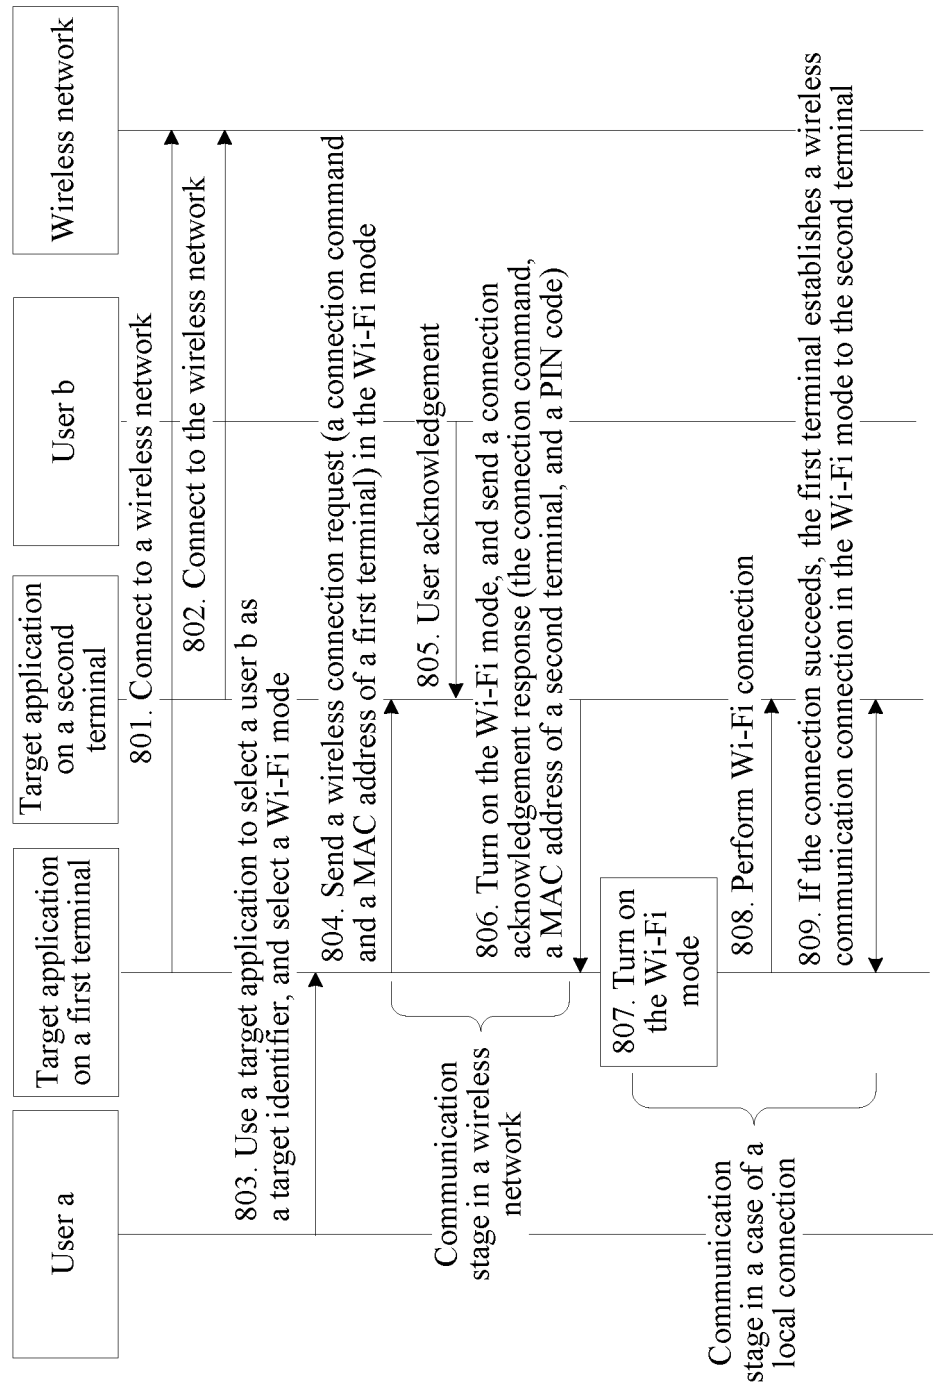 User a
Target application
on a first terminal
Target application
on a second
terminal
User b
Wireless network
801. Connect to a wireless network
802. Connect to the wireless network
803. Use a target application to select a user b as
a target identifier, and select a Wi-Fi mode
804. Send a wireless connection request (a connection command
and a MAC address of a first terminal) in the Wi-Fi mode
805. User acknowledgement
Communication
stage in a wireless
network
806. Turn on the Wi-Fi mode, and send a connection
acknowledgement response (the connection command,
a MAC address of a second terminal, and a PIN code)
807. Turn on
the Wi-Fi
mode
808. Perform Wi-Fi connection
Communication
stage in a case of a
local connection
809. If the connection succeeds, the first terminal establishes a wireless
communication connection in the Wi-Fi mode to the second terminal